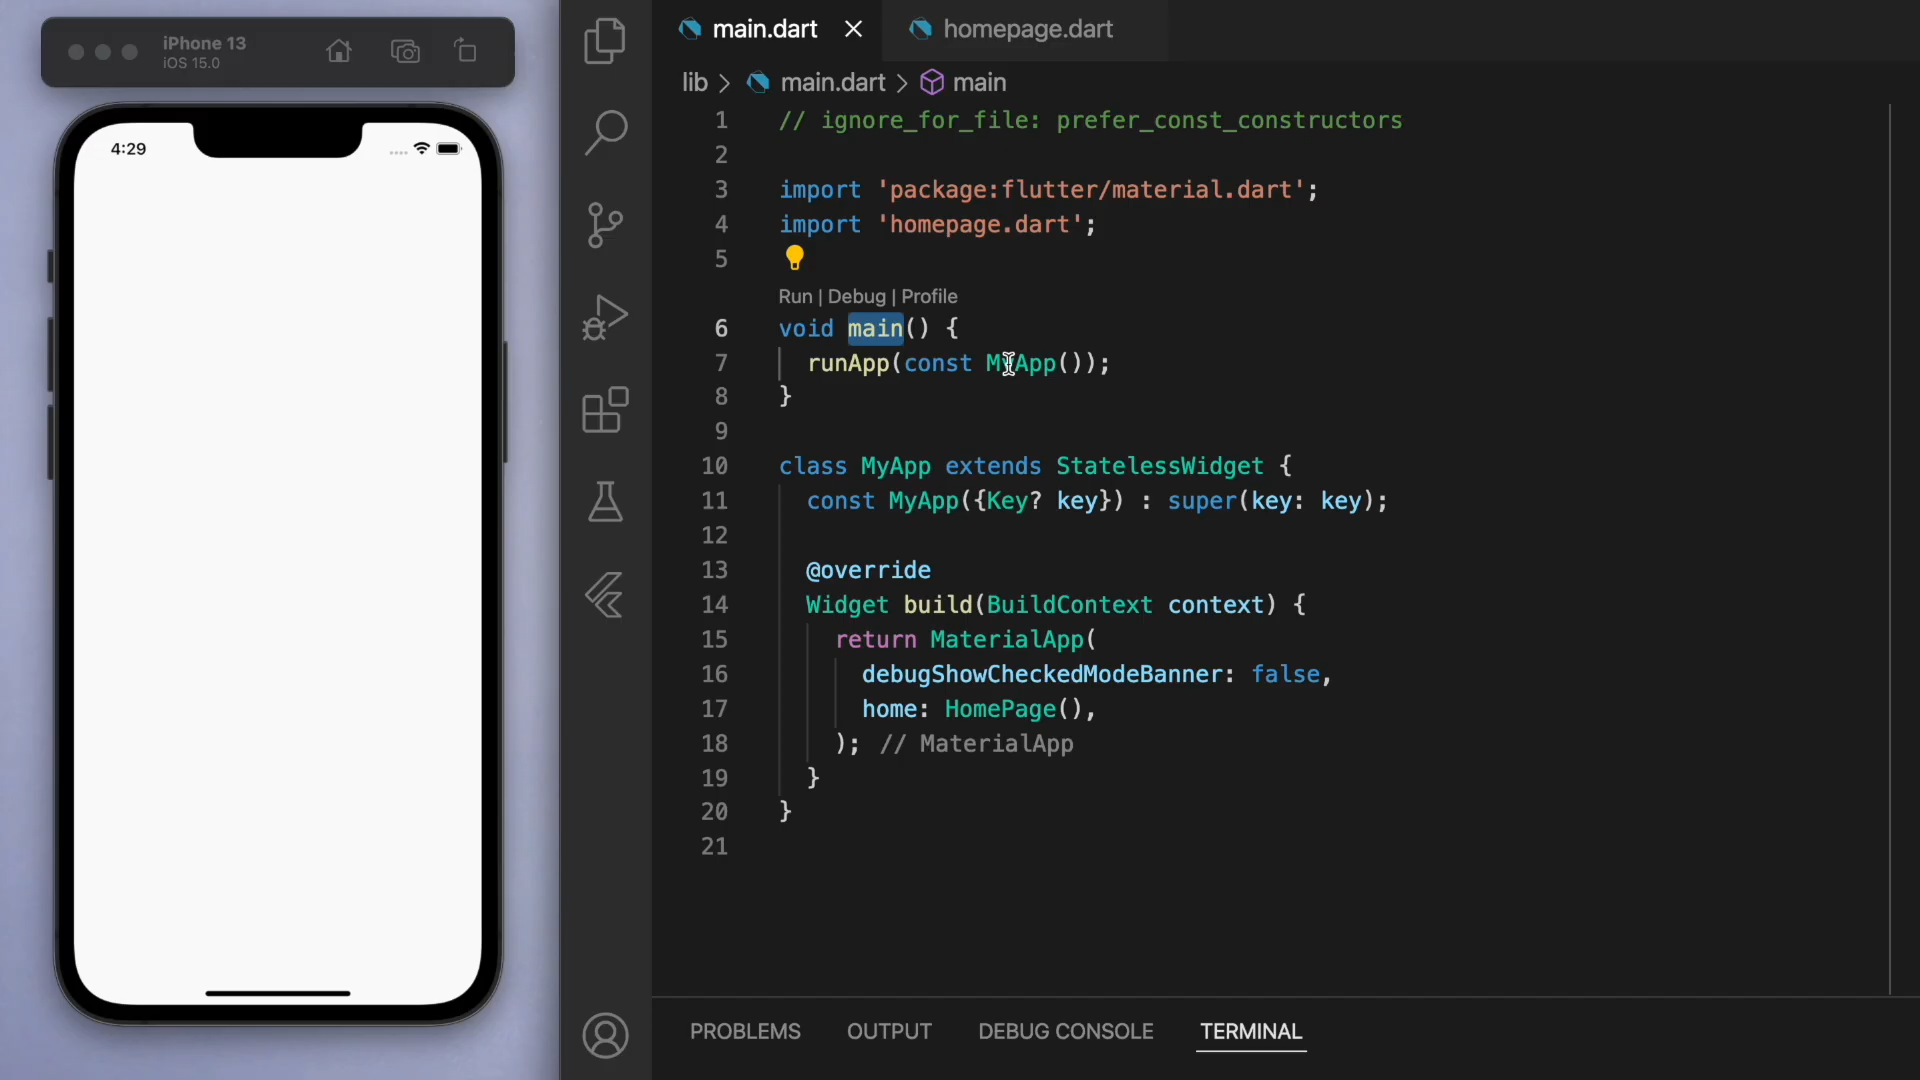 iPhone 13
iOS 15.0
4:29
main.dart
homepage.dart
lib > main.dart > main
1 // ignore_for_file: prefer_const_constructors
2
3 import 'package:flutter/material.dart';
4 import 'homepage.dart';
5
Run | Debug | Profile
6 void main() {
7 runApp(const MyApp());
8 }
9
10 class MyApp extends StatelessWidget {
11 const MyApp({Key? key}) : super(key: key);
12
13 @override
14 Widget build(BuildContext context) {
15 return MaterialApp(
16 debugShowCheckedModeBanner: false,
17 home: HomePage(),
18 ); // MaterialApp
19 }
20 }
21
PROBLEMS OUTPUT DEBUG CONSOLE TERMINAL